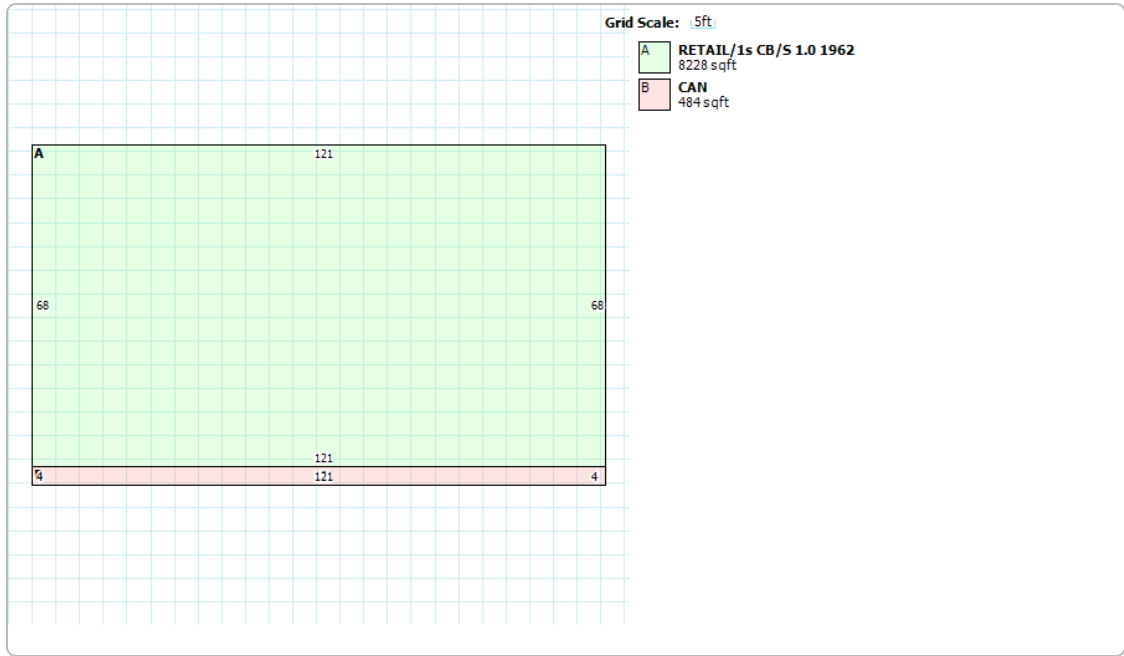 Grid Scale: 5ft
A RETAIL/1s CB/S 1.0 1962
8228 sqft
B CAN
484 sqft
A 121
68 68
121
4 121 4